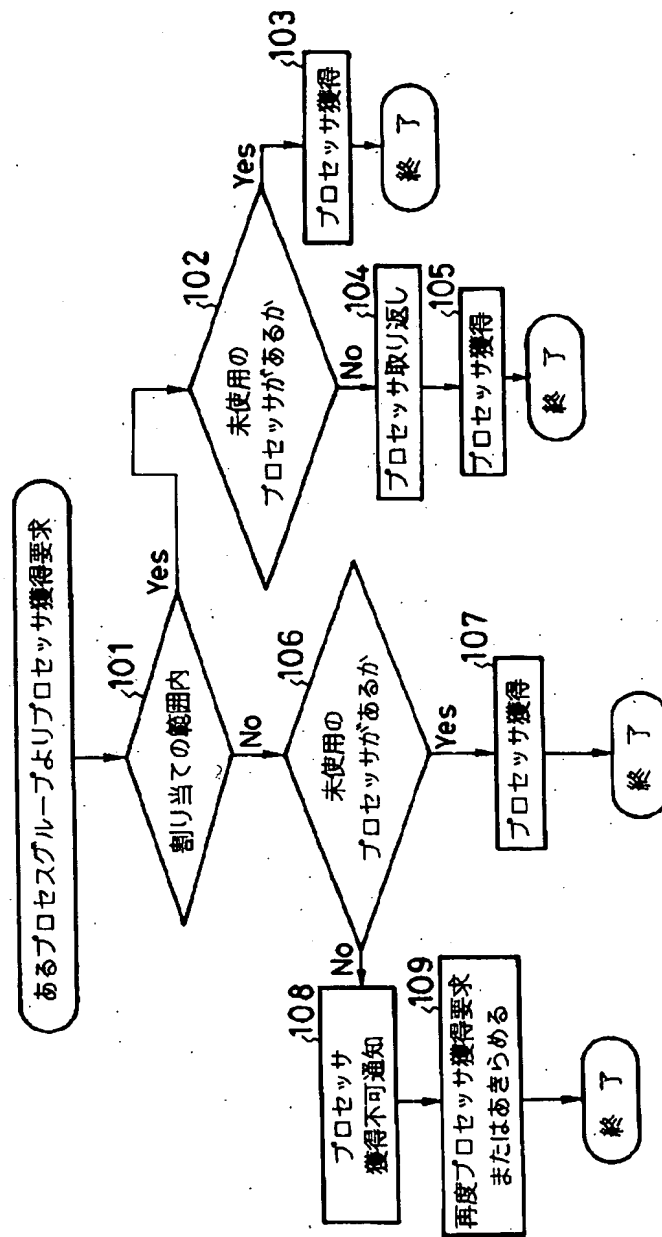 あるプロセスグループよりプロセッサ獲得要求
101
割り当ての範囲内
Yes
No
102
未使用の
プロセッサがあるか
Yes
103
プロセッサ獲得
終了
No
104
プロセッサ取り返し
105
プロセッサ獲得
終了
106
未使用の
プロセッサがあるか
Yes
107
プロセッサ獲得
終了
No
108
プロセッサ
獲得不可通知
109
再度プロセッサ獲得要求
またはあきらめる
終了